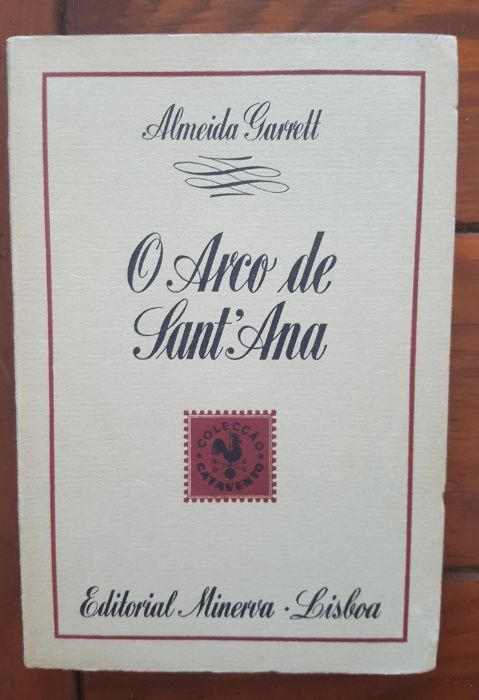 Almeida Garrett
O Arco de
Sant'Ana
COLECÇÃO
CATAVENTO
Editorial Minerva · Lisboa